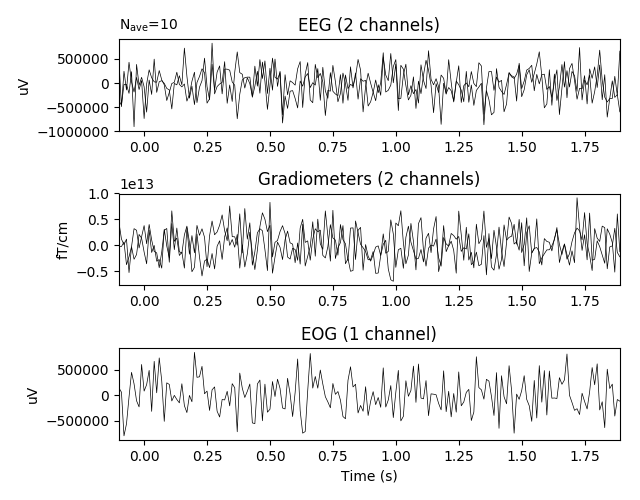 N_ave=10
EEG (2 channels)
uV
500000
0
−500000
−1000000
0.00 0.25 0.50 0.75 1.00 1.25 1.50 1.75
1e13
Gradiometers (2 channels)
fT/cm
1.0
0.5
0.0
−0.5
0.00 0.25 0.50 0.75 1.00 1.25 1.50 1.75
EOG (1 channel)
uV
500000
0
−500000
0.00 0.25 0.50 0.75 1.00 1.25 1.50 1.75
Time (s)